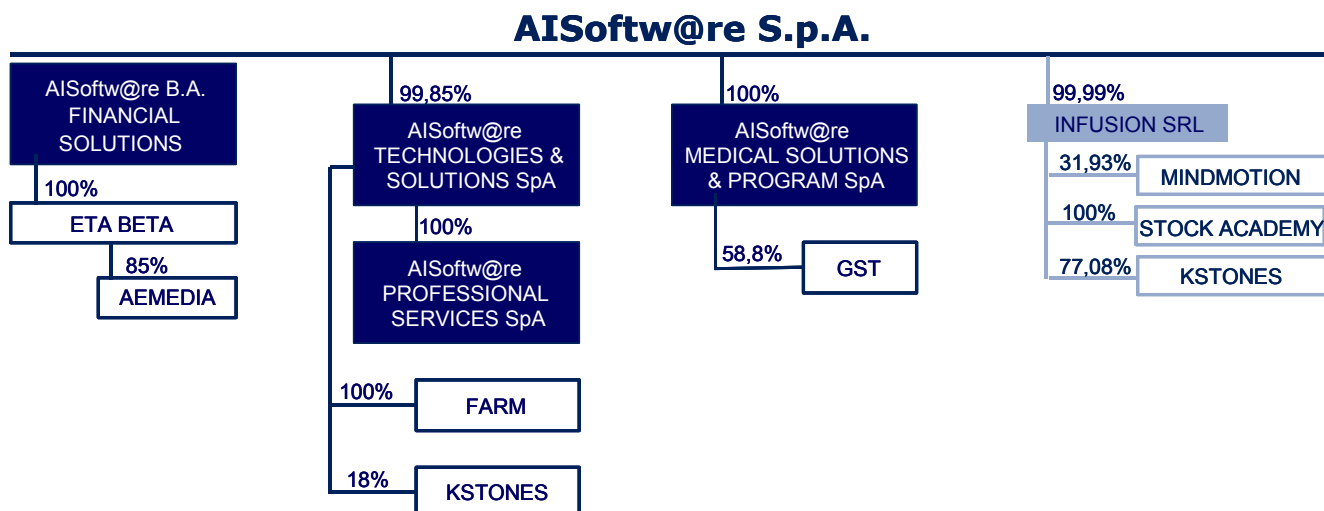 AISoftw@re S.p.A.
AISoftw@re B.A.
FINANCIAL
SOLUTIONS
100%
ETA BETA
85%
AEMEDIA
99,85%
AISoftw@re
TECHNOLOGIES &
SOLUTIONS SpA
100%
AISoftw@re
PROFESSIONAL
SERVICES SpA
100%
FARM
18%
KSTONES
100%
AISoftw@re
MEDICAL SOLUTIONS
& PROGRAM SpA
58,8%
GST
99,99%
INFUSION SRL
31,93%
MINDMOTION
100%
STOCK ACADEMY
77,08%
KSTONES